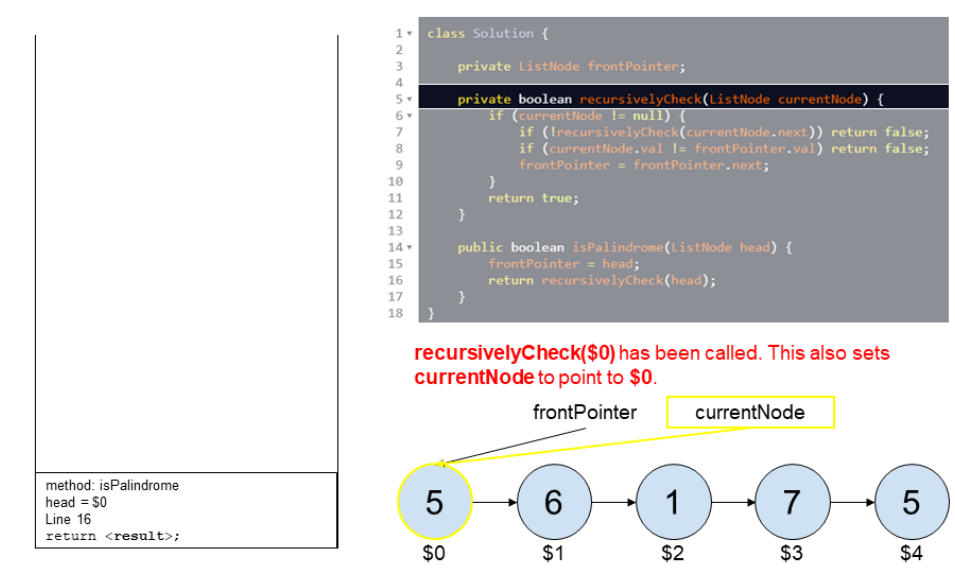 1 class Solution {
2
3 private ListNode frontPointer;
4
5 private boolean recursivelyCheck(ListNode currentNode) {
6 if (currentNode != null) {
7 if (!recursivelyCheck(currentNode.next)) return false;
8 if (currentNode.val != frontPointer.val) return false;
9 frontPointer = frontPointer.next;
10 }
11 return true;
12 }
13
14 public boolean isPalindrome(ListNode head) {
15 frontPointer = head;
16 return recursivelyCheck(head);
17 }
18 }
recursivelyCheck($0) has been called. This also sets
currentNode to point to $0.
frontPointer currentNode
method: isPalindrome
head = $0
Line 16
return <result>;
5 6 1 7 5
$0 $1 $2 $3 $4